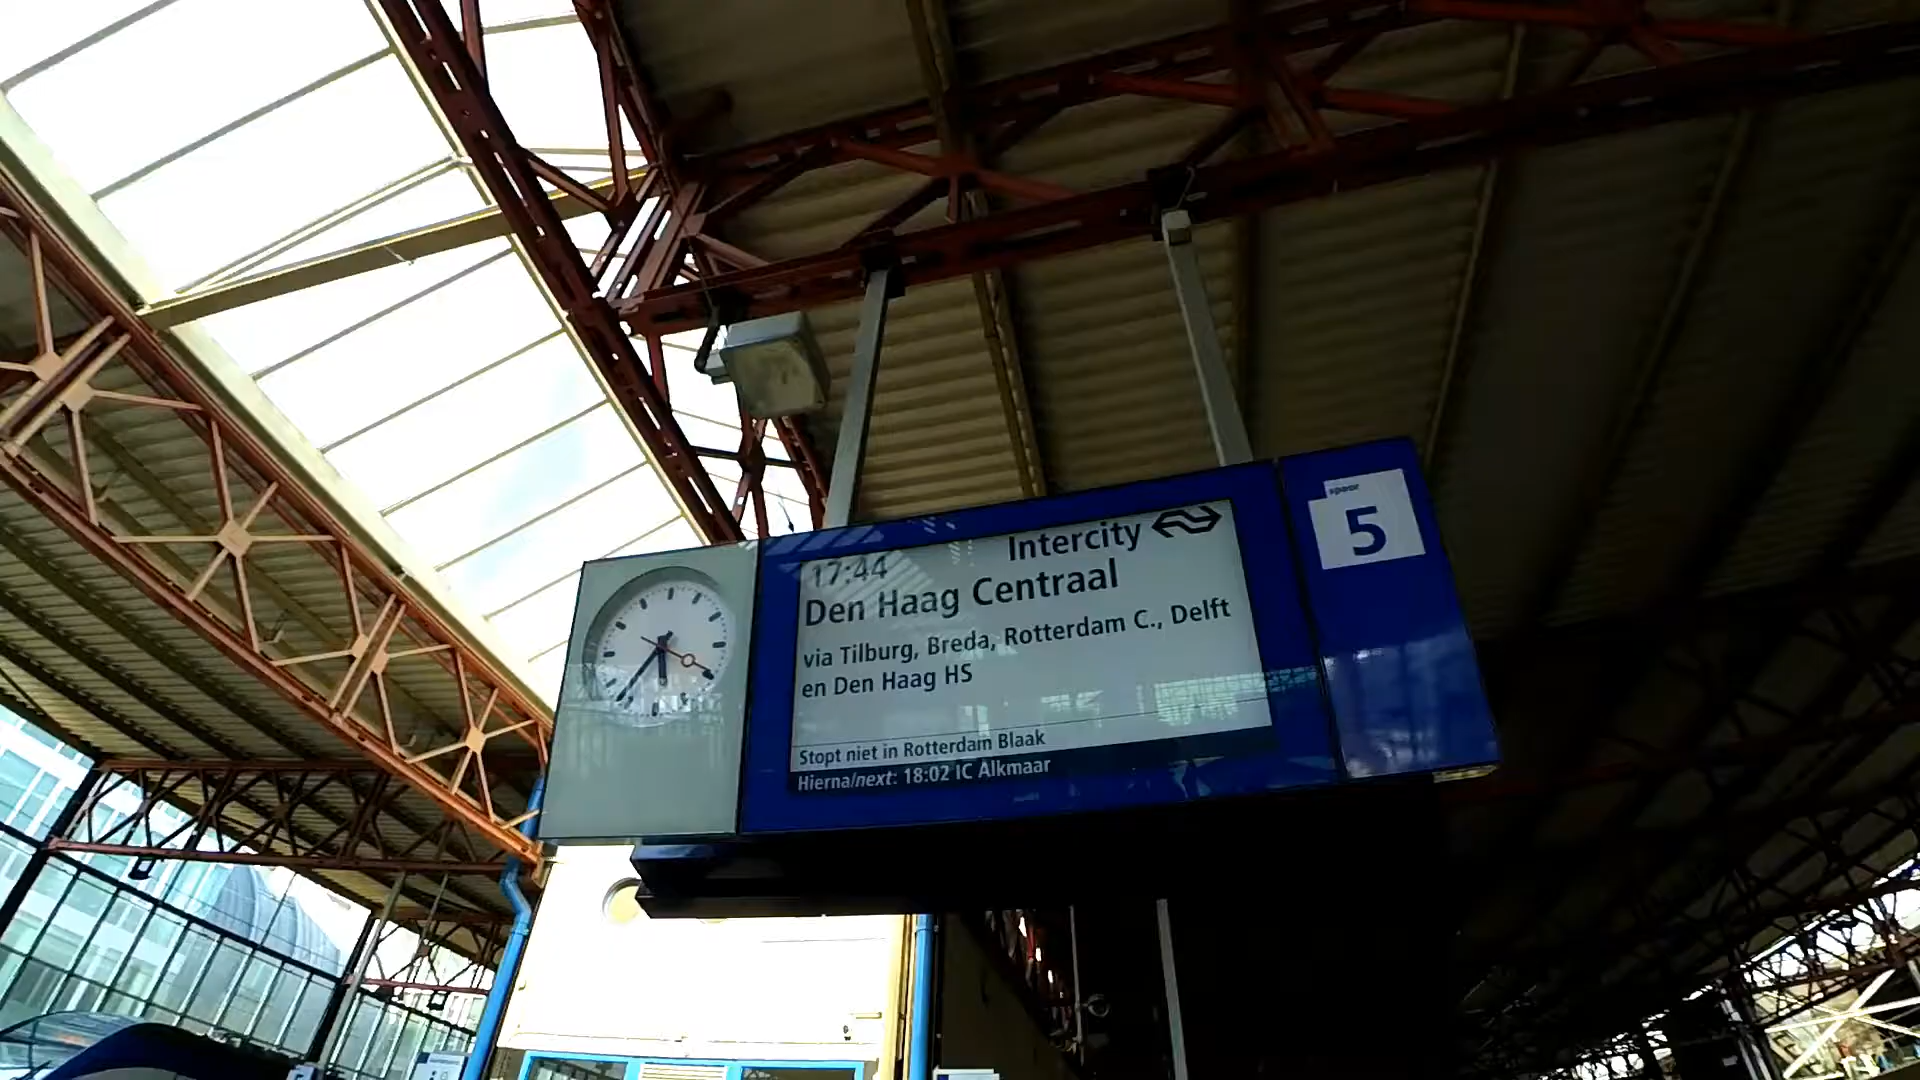 17:44
Intercity
Den Haag Centraal
via Tilburg, Breda, Rotterdam C., Delft
en Den Haag HS
Stopt niet in Rotterdam Blaak
Hierna/next: 18:02 IC Alkmaar
spoor
5